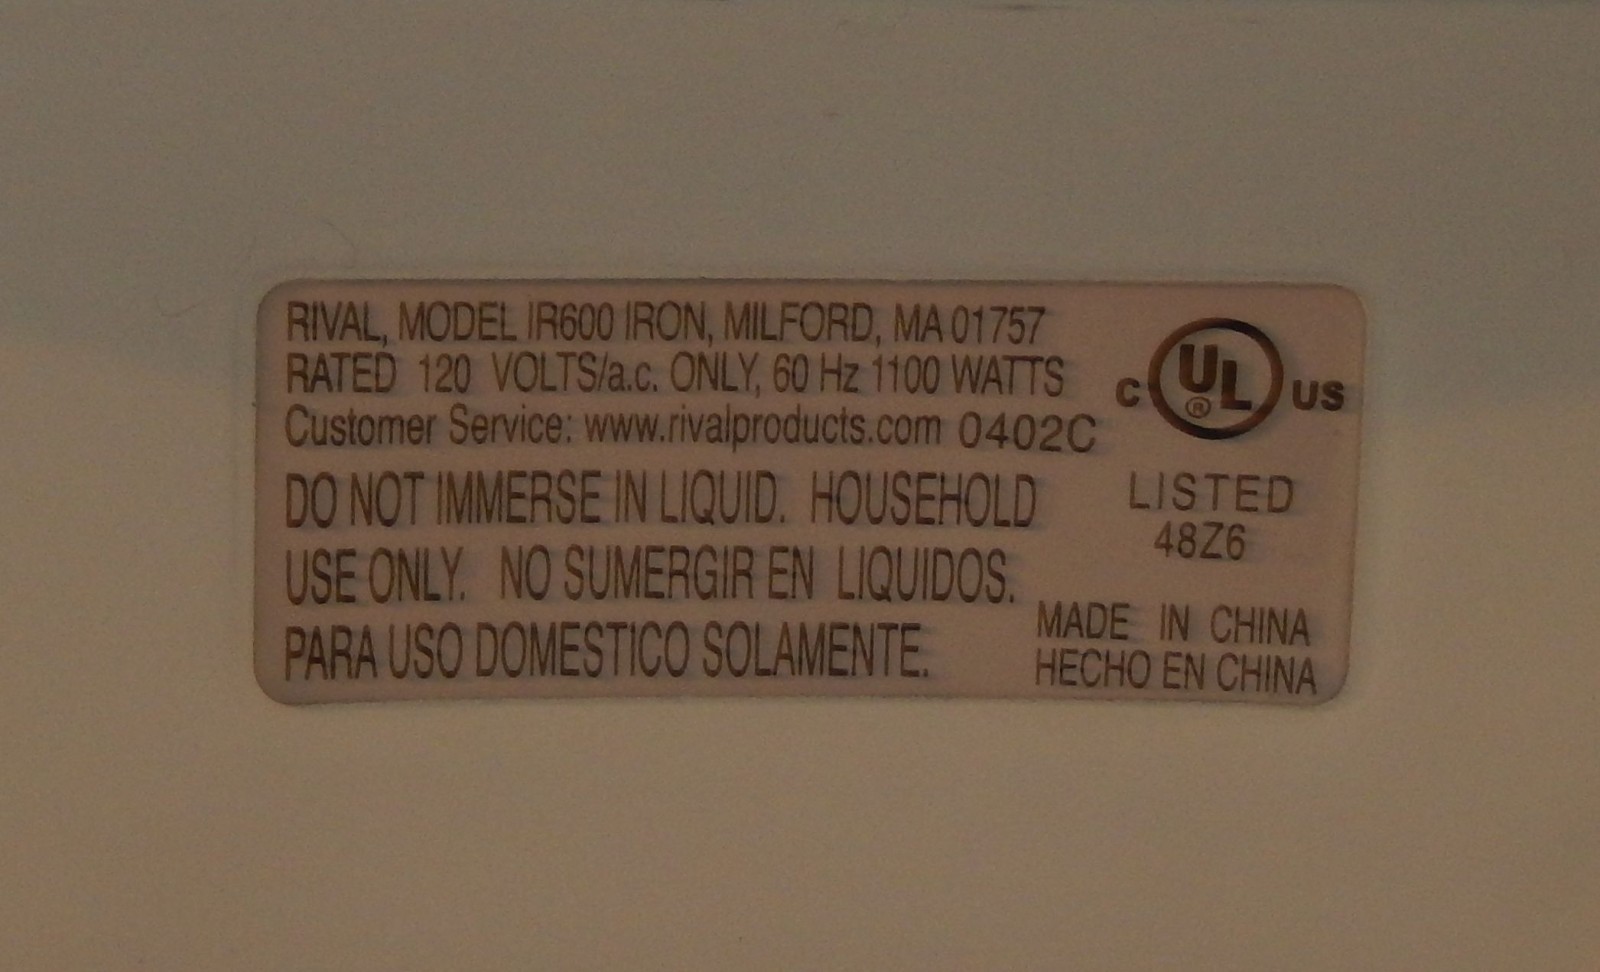 RIVAL, MODEL IR600 IRON, MILFORD, MA 01757
RATED 120 VOLTS/a.c. ONLY, 60 Hz 1100 WATTS
Customer Service: www.rivalproducts.com 0402C
DO NOT IMMERSE IN LIQUID. HOUSEHOLD
USE ONLY. NO SUMERGIR EN LIQUIDOS.
PARA USO DOMESTICO SOLAMENTE.
C UL® US
LISTED
48Z6
MADE IN CHINA
HECHO EN CHINA